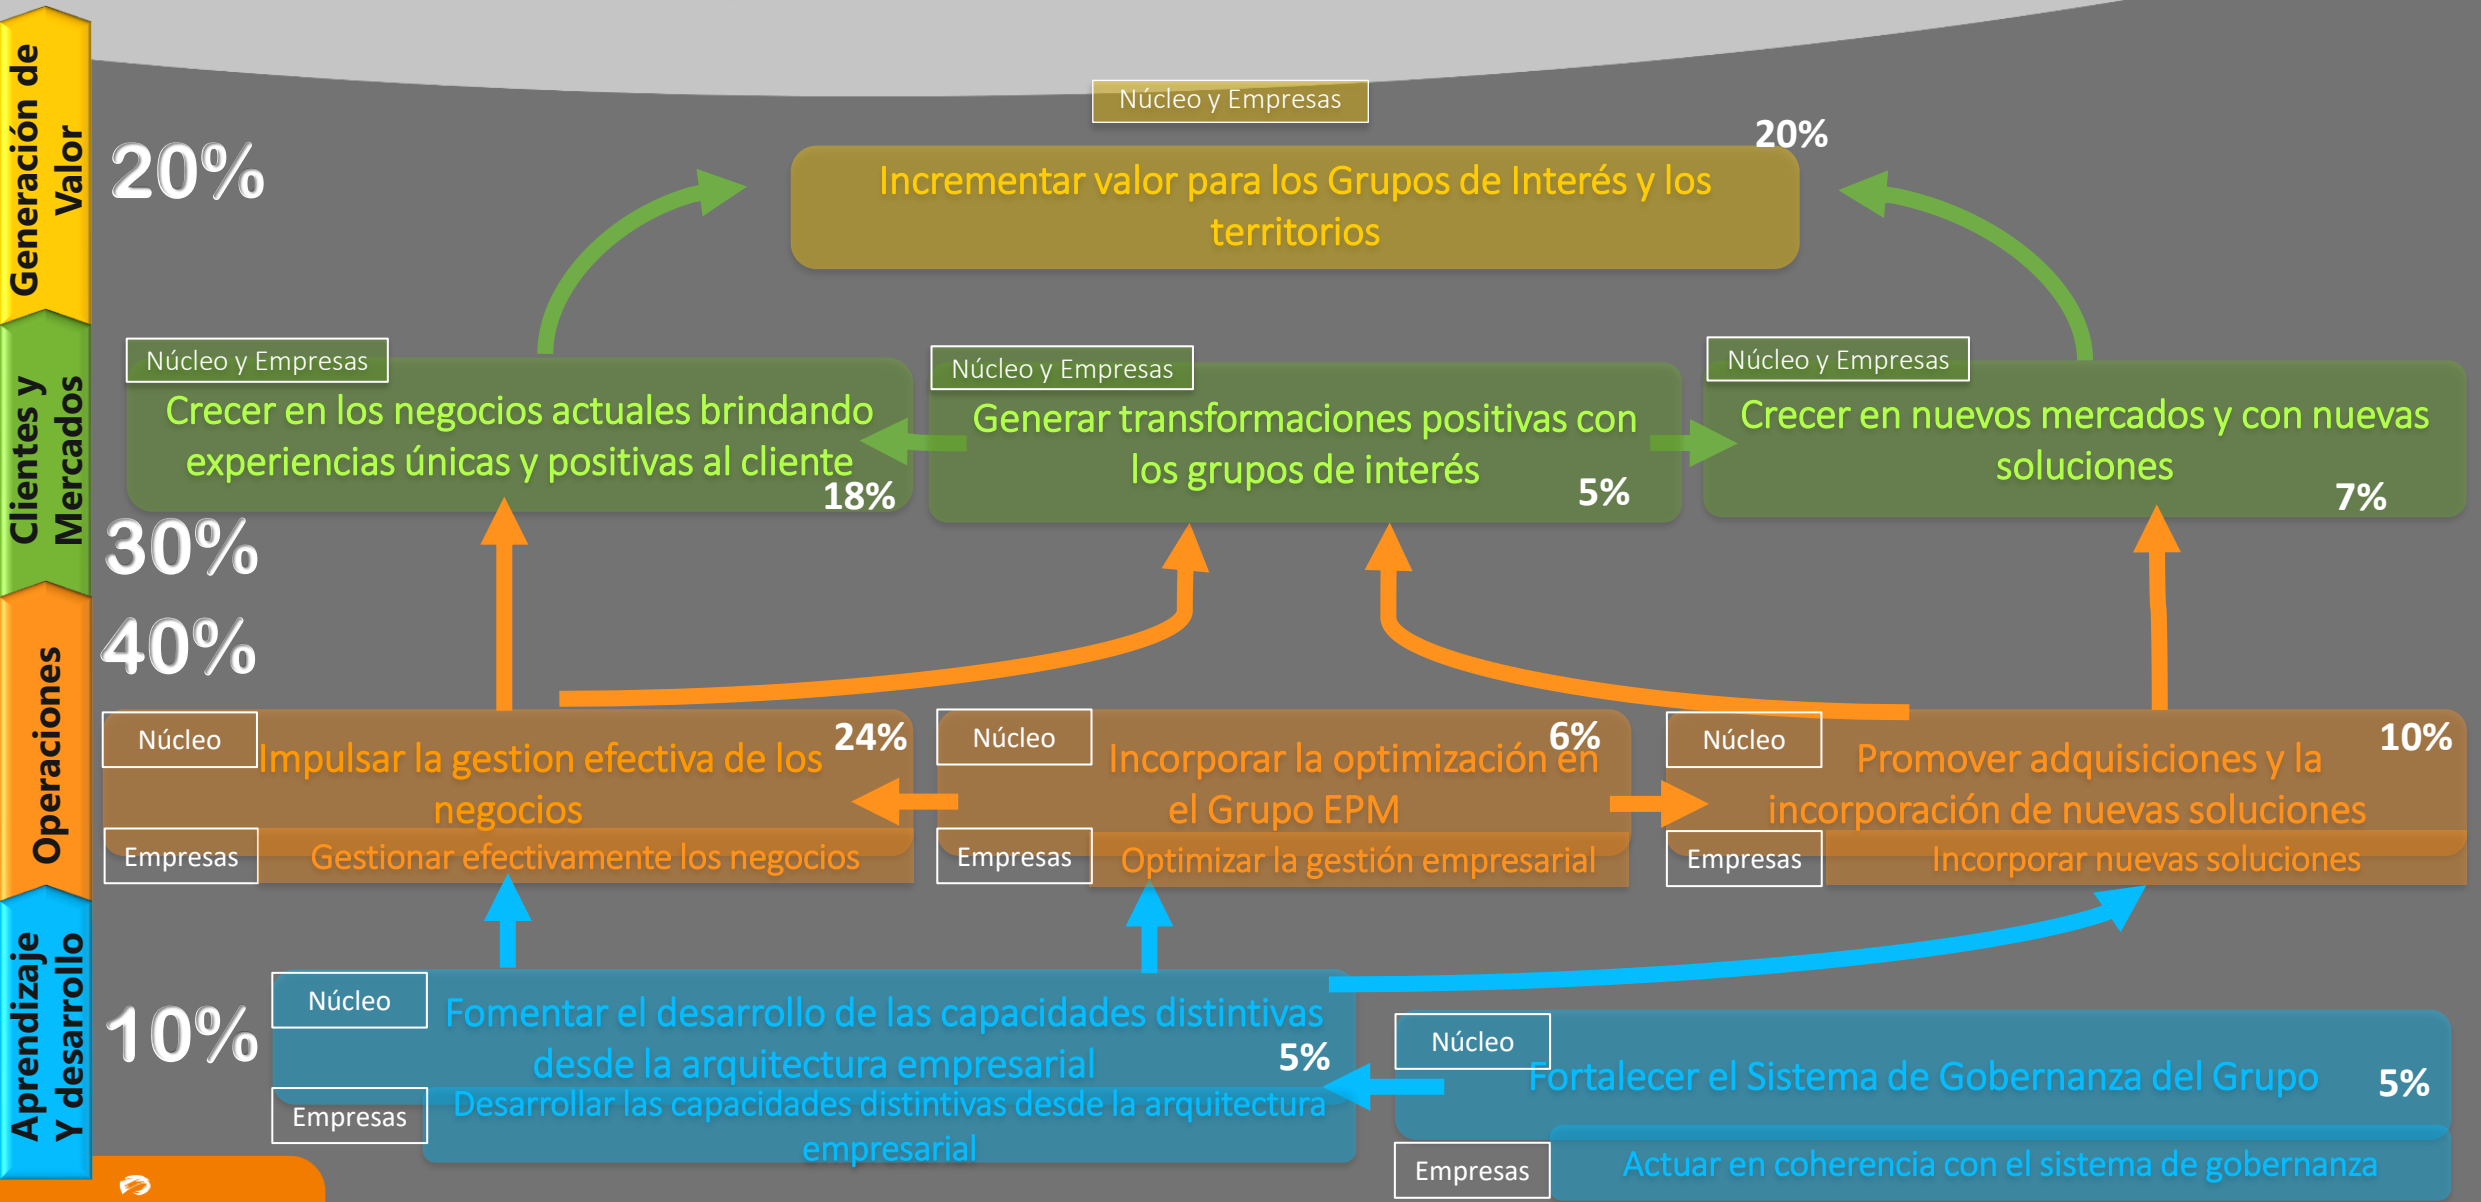 Generación de
Valor
20%
Núcleo y Empresas
20%
Incrementar valor para los Grupos de Interés y los
territorios
Clientes y
Mercados
30%
Núcleo y Empresas
Crecer en los negocios actuales brindando
experiencias únicas y positivas al cliente
18%
Núcleo y Empresas
Generar transformaciones positivas con
los grupos de interés
5%
Núcleo y Empresas
Crecer en nuevos mercados y con nuevas
soluciones
7%
Operaciones
40%
Núcleo
Impulsar la gestion efectiva de los
negocios
24%
Empresas
Gestionar efectivamente los negocios
Núcleo
Incorporar la optimización en
el Grupo EPM
6%
Empresas
Optimizar la gestión empresarial
Núcleo
Promover adquisiciones y la
incorporación de nuevas soluciones
10%
Empresas
Incorporar nuevas soluciones
Aprendizaje
Y desarrollo
10%
Núcleo
Fomentar el desarrollo de las capacidades distintivas
desde la arquitectura empresarial
5%
Empresas
Desarrollar las capacidades distintivas desde la arquitectura
empresarial
Núcleo
Fortalecer el Sistema de Gobernanza del Grupo
5%
Empresas
Actuar en coherencia con el sistema de gobernanza